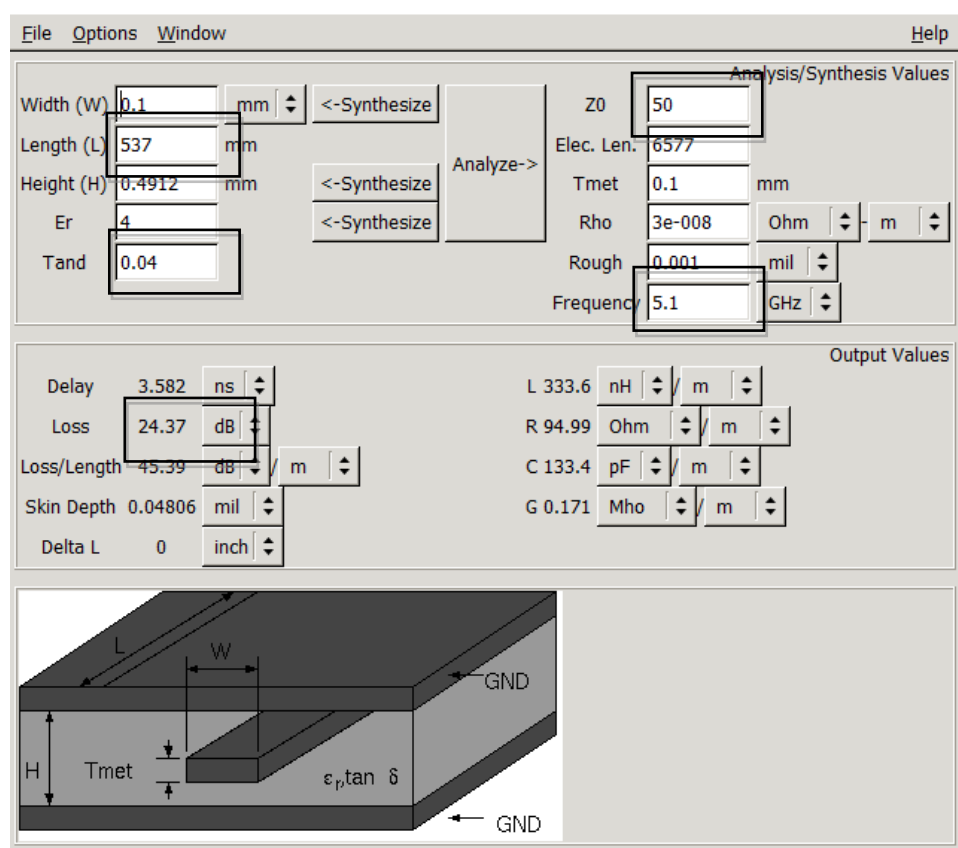 File Options Window Help
Analysis/Synthesis Values
Width (W) 0.1 mm <-Synthesize Z0 50
Length (L) 537 mm Analyze-> Elec. Len. 6577
Height (H) 0.4912 mm <-Synthesize Tmet 0.1 mm
Er 4 <-Synthesize Rho 3e-008 Ohm - m
Tand 0.04 Rough 0.001 mil
Frequency 5.1 GHz
Output Values
Delay 3.582 ns L 333.6 nH / m
Loss 24.37 dB R 94.99 Ohm / m
Loss/Length 45.39 dB / m C 133.4 pF / m
Skin Depth 0.04806 mil G 0.171 Mho / m
Delta L 0 inch
L
W
GND
H Tmet εr,tan δ
GND